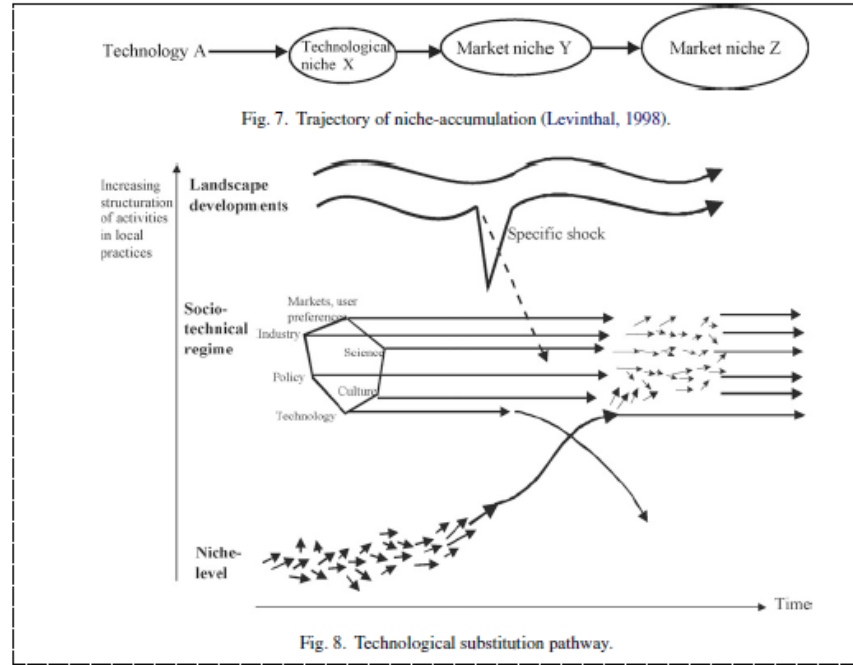 Technology A
Technological
niche X
Market niche Y
Market niche Z
Fig. 7. Trajectory of niche-accumulation (Levinthal, 1998).
Increasing
structuration
of activities
in local
practices
Landscape
developments
Specific shock
Socio-
technical
regime
Markets, user
preferences
Industry
Science
Policy
Culture
Technology
Niche-
level
Time
Fig. 8. Technological substitution pathway.